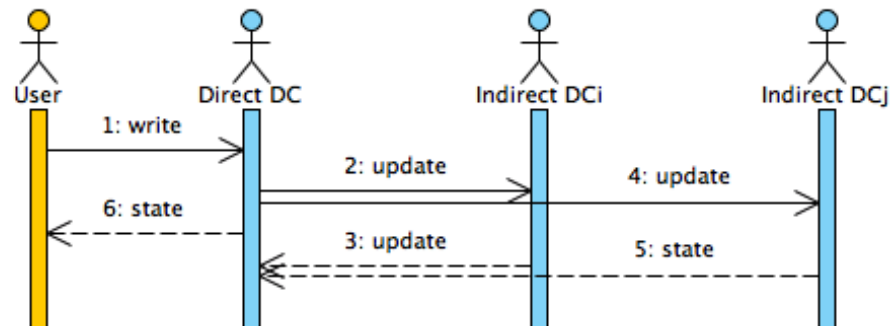 User
Direct DC
Indirect DCi
Indirect DCj
1: write
2: update
4: update
6: state
3: update
5: state